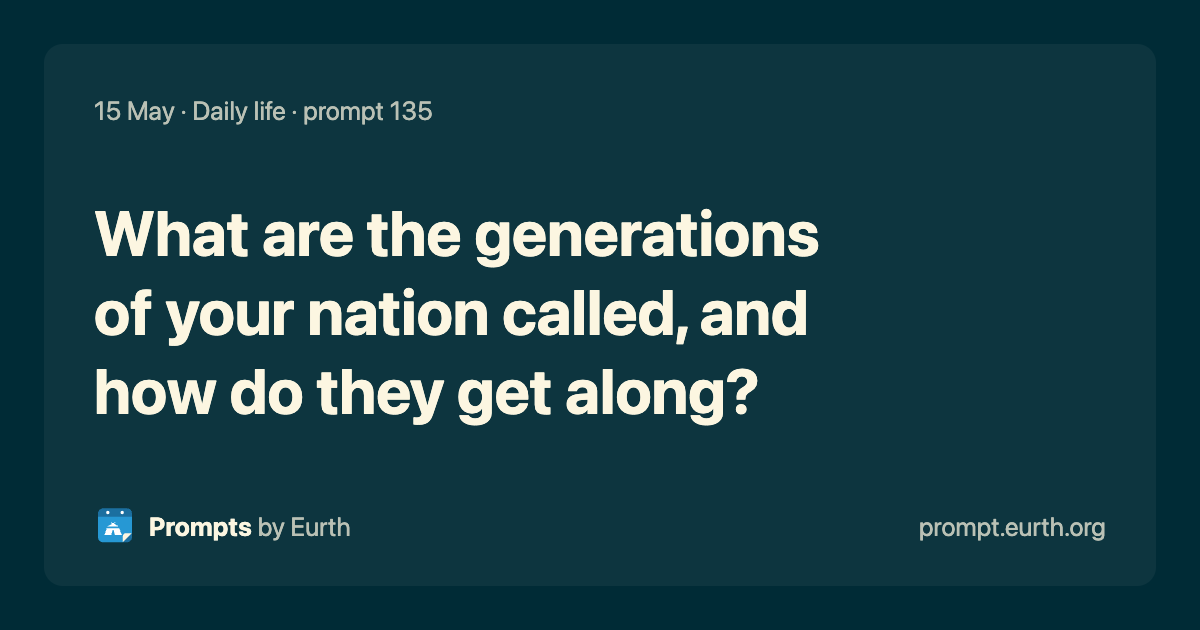 15 May · Daily life · prompt 135
What are the generations
of your nation called, and
how do they get along?
Prompts by Eurth
prompt.eurth.org